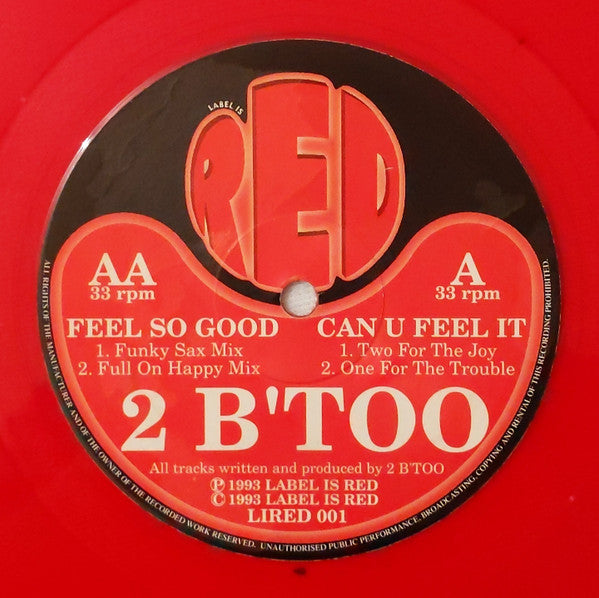 LABEL IS
RED
AA
33 rpm
FEEL SO GOOD
1. Funky Sax Mix
2. Full On Happy Mix
A
33 rpm
CAN U FEEL IT
1. Two For The Joy
2. One For The Trouble
2 B'TOO
All tracks written and produced by 2 B'TOO
℗ 1993 LABEL IS RED
© 1993 LABEL IS RED
LIRED 001
ALL RIGHTS OF THE MANUFACTURER AND OF THE OWNER OF THE RECORDED WORK RESERVED. UNAUTHORISED PUBLIC PERFORMANCE, BROADCASTING, COPYING AND RENTAL OF THIS RECORDING PROHIBITED.